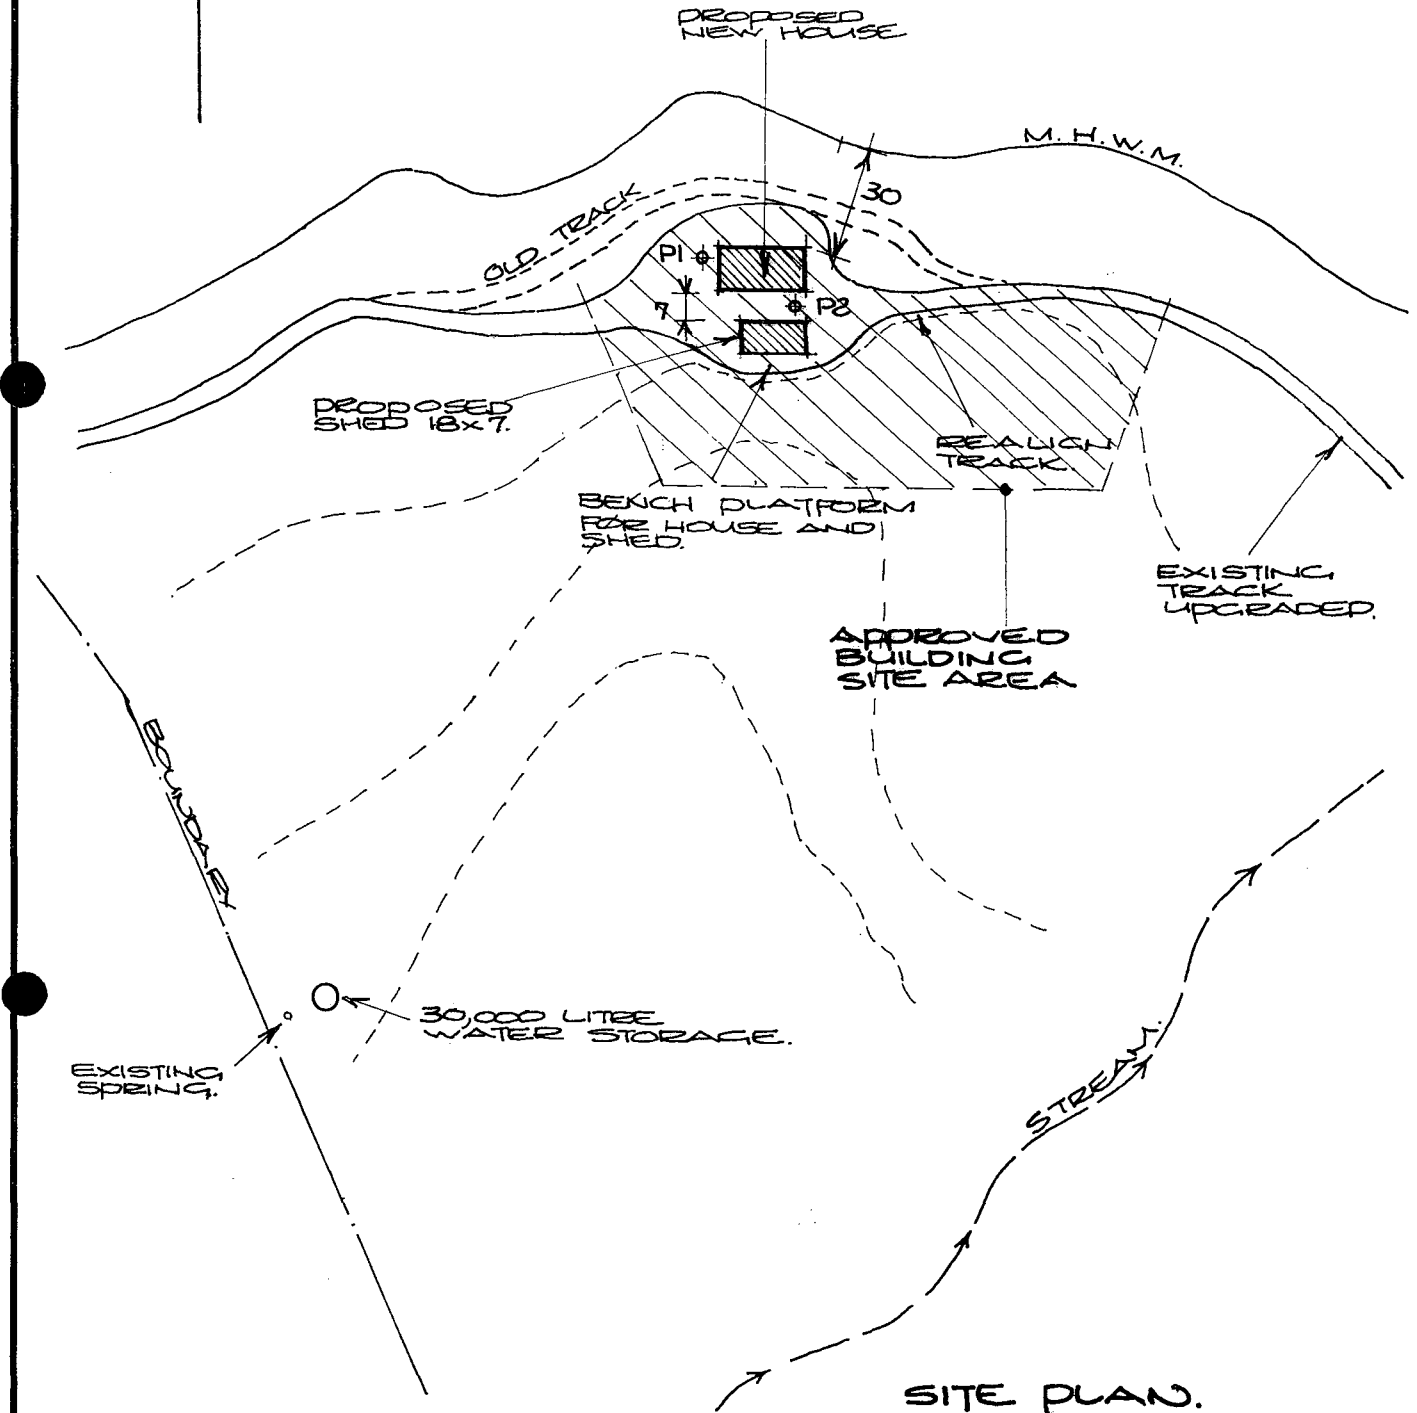 PROPOSED
NEW HOUSE
M.H.W.M.
30
OLD TRACK
P1
7
P2
PROPOSED
SHED 18x7.
REALIGN
TRACK.
BENCH PLATFORM
FOR HOUSE AND
SHED.
EXISTING
TRACK
UPGRADED.
APPROVED
BUILDING
SITE AREA
BOUNDARY
30,000 LITRE
WATER STORAGE.
EXISTING
SPRING.
STREAM.
SITE PLAN.